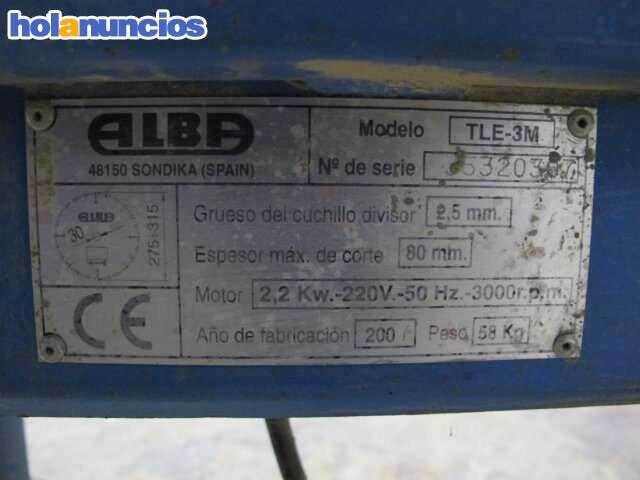 holanuncios
ALBA
48150 SONDIKA (SPAIN)
Modelo TLE-3M
Nº de serie
ALBA
30
275-315
Grueso del cuchillo divisor 2,5 mm.
Espesor máx. de corte 80 mm.
Motor 2,2 Kw.-220V.-50 Hz.-3000r.p.m.
CE
Año de fabricación Peso 58 Kg